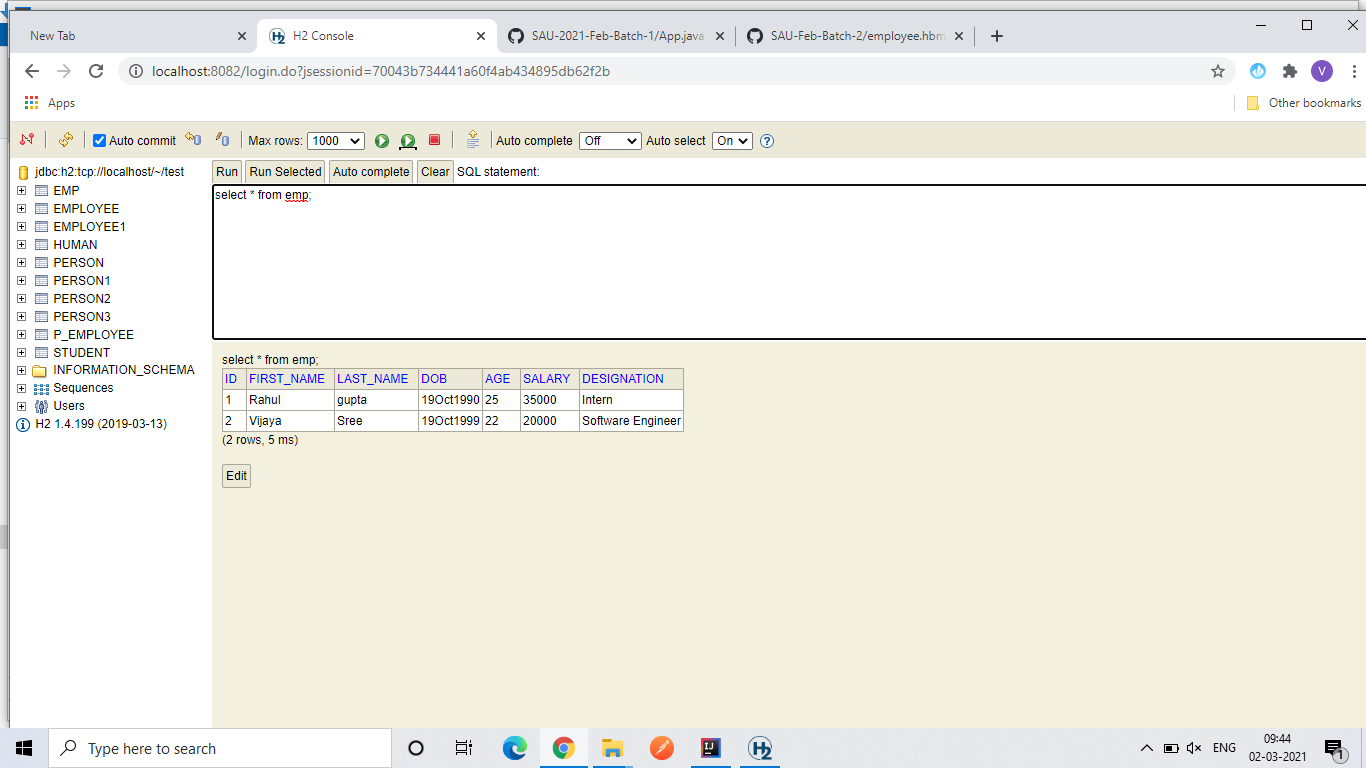 New Tab
H2 Console
SAU-2021-Feb-Batch-1/App.java
SAU-Feb-Batch-2/employee.hbm
localhost:8082/login.do?jsessionid=70043b734441a60f4ab434895db62f2b
V
Apps
Other bookmarks
Auto commit Max rows: 1000 Auto complete Off Auto select On
jdbc:h2:tcp://localhost/~/test
EMP
EMPLOYEE
EMPLOYEE1
HUMAN
PERSON
PERSON1
PERSON2
PERSON3
P_EMPLOYEE
STUDENT
INFORMATION_SCHEMA
Sequences
Users
H2 1.4.199 (2019-03-13)
Run Run Selected Auto complete Clear SQL statement:
select * from emp;
select * from emp;
ID FIRST_NAME LAST_NAME DOB AGE SALARY DESIGNATION
1 Rahul gupta 19Oct1990 25 35000 Intern
2 Vijaya Sree 19Oct1999 22 20000 Software Engineer
(2 rows, 5 ms)
Edit
Type here to search
H2
ENG
09:44
02-03-2021
1